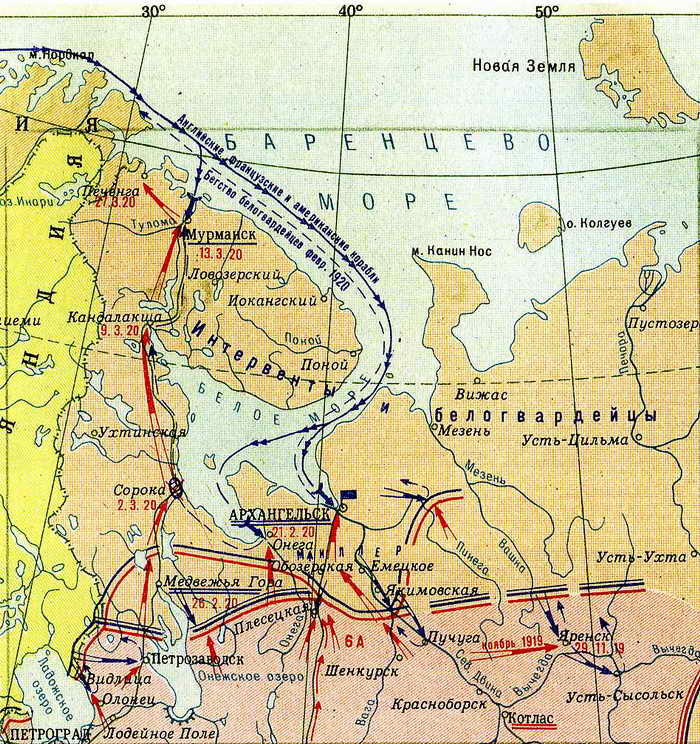 30°
40°
50°
м. Нордкап
Новая Земля
И
Я
БАРЕНЦЕВО
МОРЕ
Английские, французские и американские корабли
Бегство белогвардейцев февр. 1920
Печенга
27.3.20
оз. Инари
Тулома
Мурманск
13.3.20
о. Колгуев
м. Канин Нос
Ловозерский
Иокангский
Кандалакша
9.3.20
Поной
Поной
Пустозер
Печора
Интервенты
и
белогвардейцы
БЕЛОЕ МОРЕ
Вижас
Мезень
Усть-Цильма
Ухтинская
Н
Д
И
Я
Я
Мезень
Сорока
2.3.20
АРХАНГЕЛЬСК
21.2.20
Онега
МИЛЛЕР
Обозерская
Емецкое
Пинега
Вашка
Усть-Ухта
Медвежья Гора
26.2.20
Якимовская
Плесецкая
Онега
6А
Пучуга
ноябрь 1919
Яренск
29.11.19
Вычегда
Петрозаводск
Шенкурск
Видлица
Онежское озеро
Сев. Двина
Вычегда
Усть-Сысольск
Ладожское
озеро
Олонец
Вага
Красноборск
Котлас
ПЕТРОГРАД
Лодейное Поле